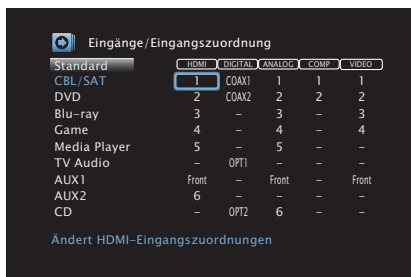 Eingänge/Eingangszuordnung
Standard HDMI DIGITAL ANALOG COMP VIDEO
CBL/SAT 1 COAX1 1 1 1
DVD 2 COAX2 2 2 2
Blu-ray 3 – 3 – 3
Game 4 – 4 – 4
Media Player 5 – 5 – –
TV Audio – OPT1 – – –
AUX1 Front – Front – Front
AUX2 6 – – – –
CD – OPT2 6 – –
Ändert HDMI-Eingangszuordnungen